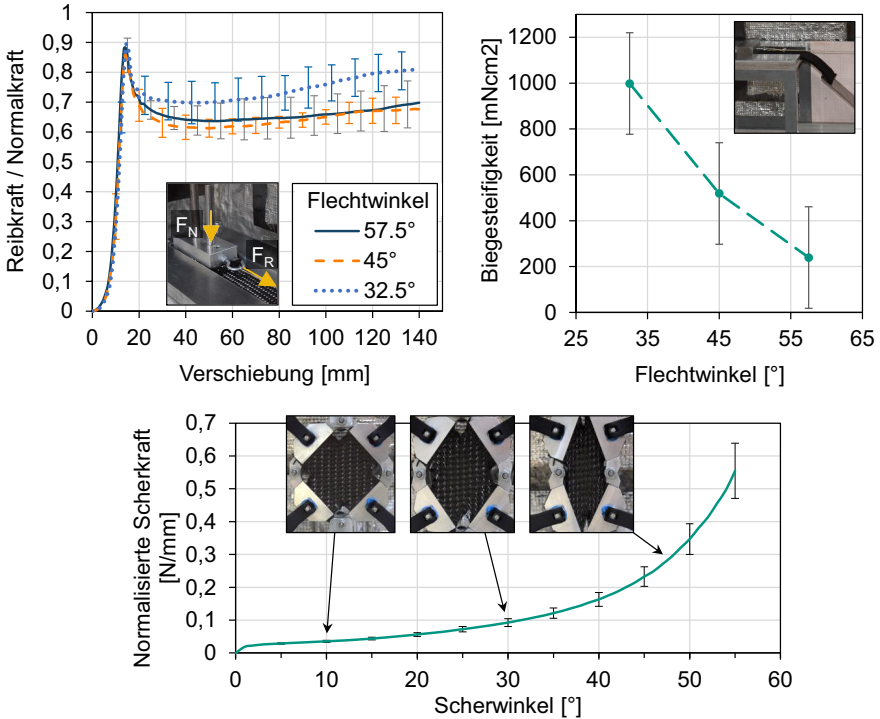 Reibkraft / Normalkraft
0,9
0,8
0,7
0,6
0,5
0,4
0,3
0,2
0,1
0
0 20 40 60 80 100 120 140
Verschiebung [mm]
F_N
F_R
Flechtwinkel
57.5°
45°
32.5°
Biegesteifigkeit [mNcm2]
1200
1000
800
600
400
200
0
25 35 45 55 65
Flechtwinkel [°]
Normalisierte Scherkraft
[N/mm]
0,7
0,6
0,5
0,4
0,3
0,2
0,1
0
0 10 20 30 40 50 60
Scherwinkel [°]